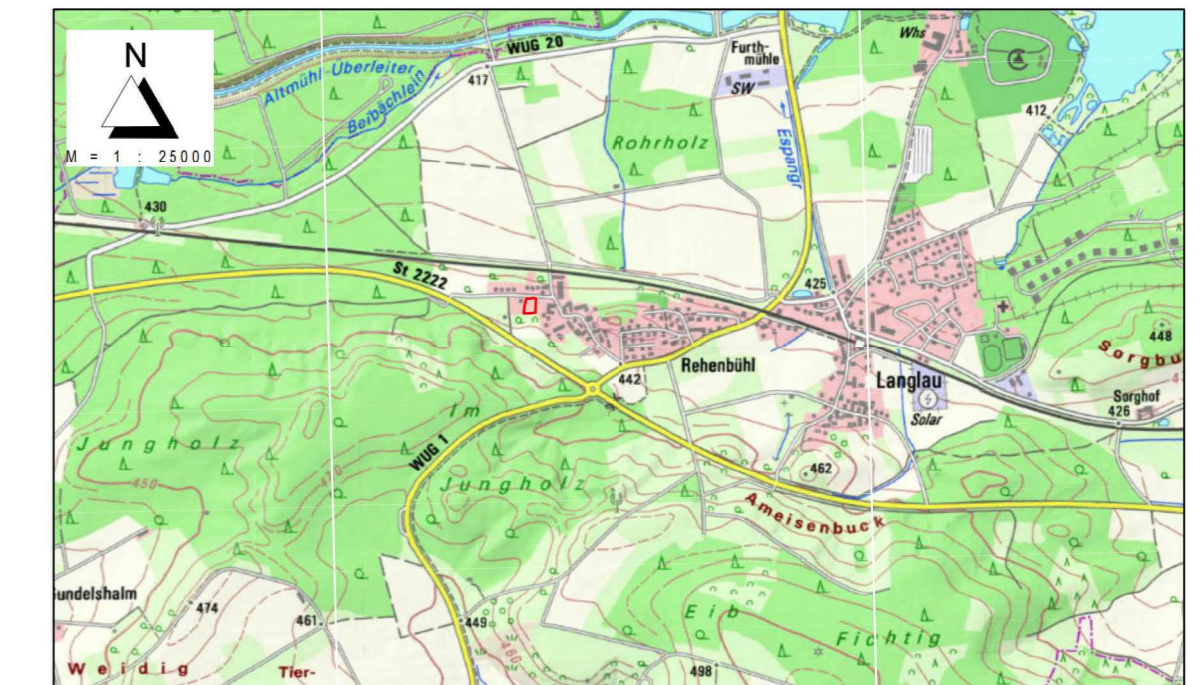 N
M = 1 : 25000
WUG 20
417
Altmühl-Überleiter
Beibächlein
Furth-
mühle
SW
Whs
412
Rohrholz
Espangr
430
St 2222
425
448
Rehenbühl
442
Langlau
Solar
Sorghof
426
Im
Jungholz
WUG 1
Jungholz
450
462
Ameisenbuck
474
461
449
460
Eib
Fichtig
498
Weidig
Tier-